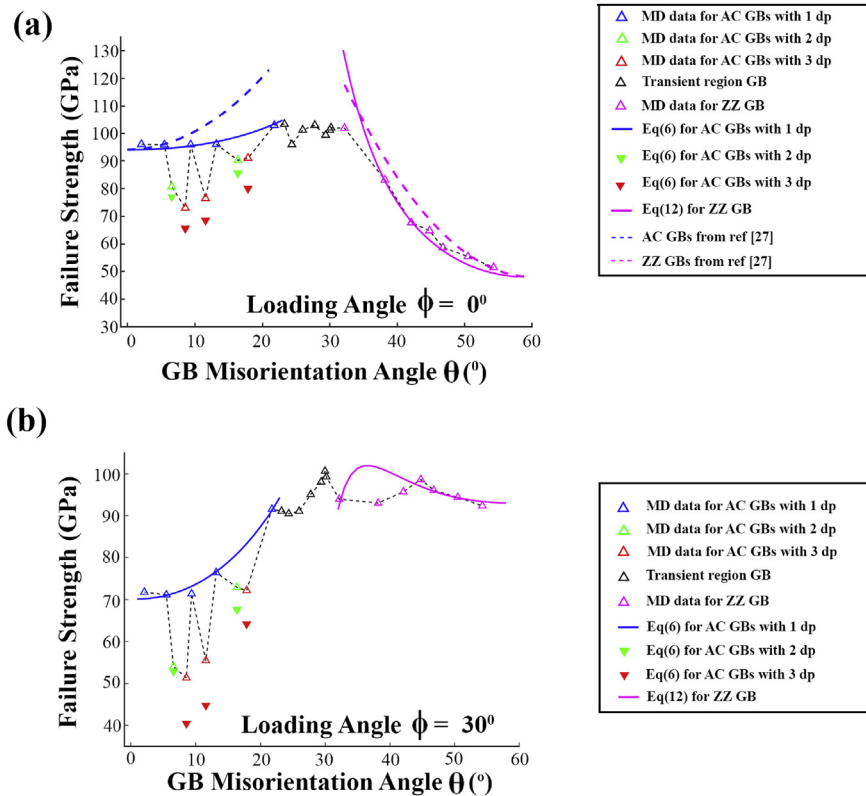 (a)
130
120
110
100
90
80
70
60
50
40
30
Failure Strength (GPa)
0 10 20 30 40 50 60
Loading Angle ϕ = 0⁰
GB Misorientation Angle θ (⁰)
MD data for AC GBs with 1 dp
MD data for AC GBs with 2 dp
MD data for AC GBs with 3 dp
Transient region GB
MD data for ZZ GB
Eq(6) for AC GBs with 1 dp
Eq(6) for AC GBs with 2 dp
Eq(6) for AC GBs with 3 dp
Eq(12) for ZZ GB
AC GBs from ref [27]
ZZ GBs from ref [27]
(b)
100
90
80
70
60
50
40
Failure Strength (GPa)
0 10 20 30 40 50 60
Loading Angle ϕ = 30⁰
GB Misorientation Angle θ (°)
MD data for AC GBs with 1 dp
MD data for AC GBs with 2 dp
MD data for AC GBs with 3 dp
Transient region GB
MD data for ZZ GB
Eq(6) for AC GBs with 1 dp
Eq(6) for AC GBs with 2 dp
Eq(6) for AC GBs with 3 dp
Eq(12) for ZZ GB